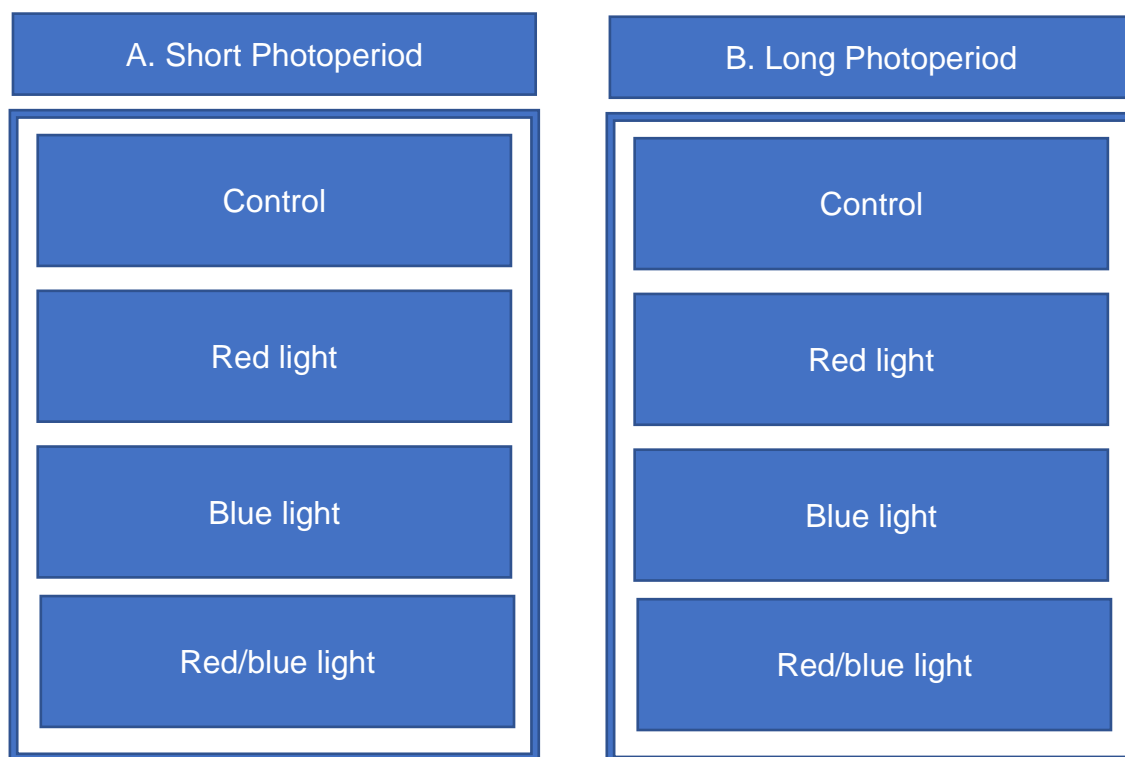 A. Short Photoperiod
Control
Red light
Blue light
Red/blue light
B. Long Photoperiod
Control
Red light
Blue light
Red/blue light